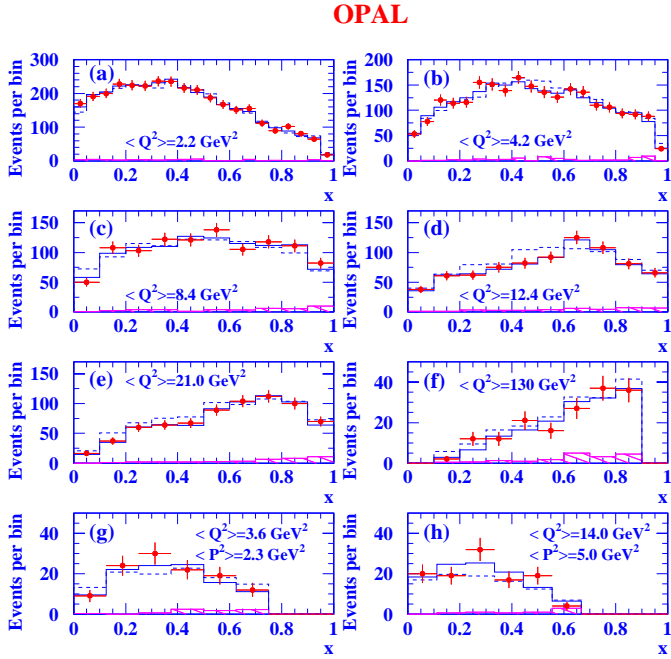 OPAL
Events per bin
300
200
100
0
(a)
< Q²>=2.2 GeV²
0 0.2 0.4 0.6 0.8 1
x
Events per bin
200
150
100
50
0
(b)
< Q²>=4.2 GeV²
0 0.2 0.4 0.6 0.8 1
x
Events per bin
150
100
50
0
(c)
< Q²>=8.4 GeV²
0 0.2 0.4 0.6 0.8 1
x
Events per bin
150
100
50
0
(d)
< Q²>=12.4 GeV²
0 0.2 0.4 0.6 0.8 1
x
Events per bin
150
100
50
0
(e)
< Q²>=21.0 GeV²
0 0.2 0.4 0.6 0.8 1
x
Events per bin
40
20
0
(f)
< Q²>=130 GeV²
0 0.2 0.4 0.6 0.8 1
x
Events per bin
40
20
0
(g)
< Q²>=3.6 GeV²
< P²>=2.3 GeV²
0 0.2 0.4 0.6 0.8 1
x
Events per bin
40
20
0
(h)
< Q²>=14.0 GeV²
< P²>=5.0 GeV²
0 0.2 0.4 0.6 0.8 1
x